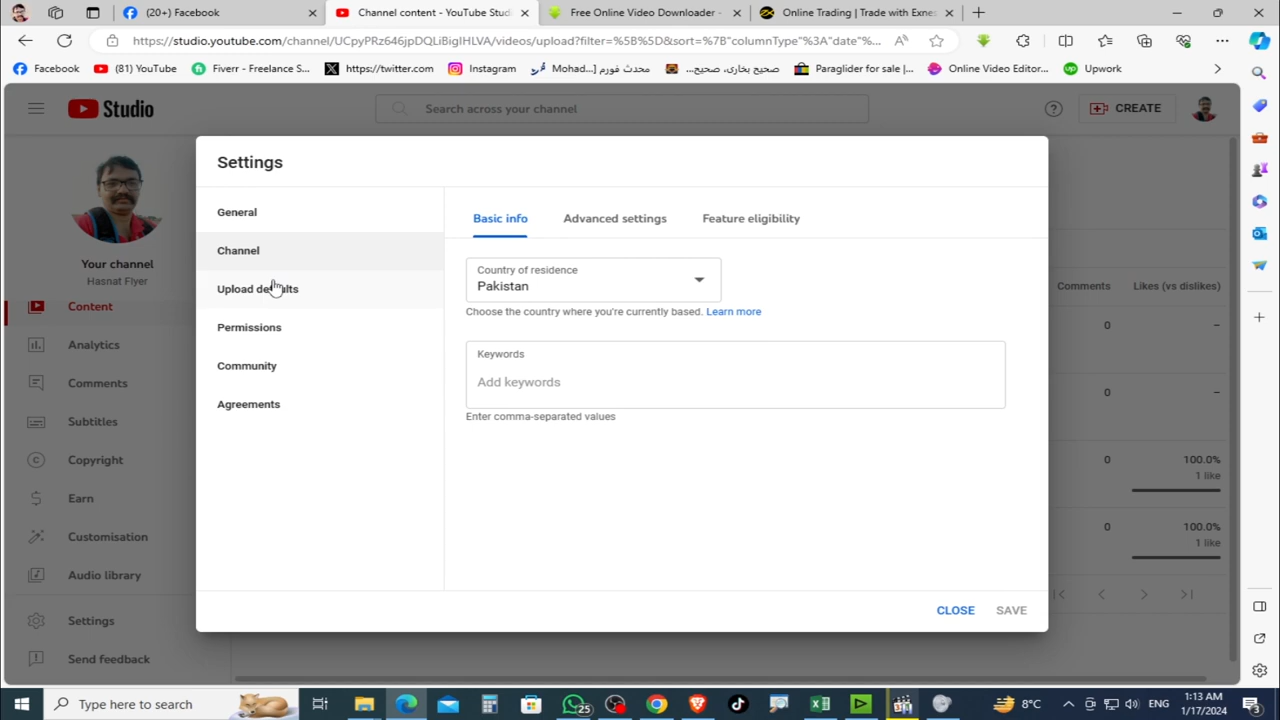 (20+) Facebook
Channel content - YouTube Stud
Free Online Video Downloader -
Online Trading | Trade with Exnes
https://studio.youtube.com/channel/UCpyPRz646jpDQLiBigIHLVA/videos/upload?filter=%5B%5D&sort=%7B"columnType"%3A"date"%...
Facebook
(81) YouTube
Fiverr - Freelance S...
https://twitter.com
Instagram
محدث فورم [Mohad...
صحيح بخاری، صحیح...
Paraglider for sale |...
Online Video Editor...
Upwork
Studio
Search across your channel
CREATE
Your channel
Hasnat Flyer
Content
Analytics
Comments
Subtitles
Copyright
Earn
Customisation
Audio library
Settings
Send feedback
Settings
General
Channel
Upload defaults
Permissions
Community
Agreements
Basic info
Advanced settings
Feature eligibility
Country of residence
Pakistan
Choose the country where you're currently based. Learn more
Keywords
Add keywords
Enter comma-separated values
CLOSE
SAVE
Comments
Likes (vs dislikes)
0
–
0
–
0
100.0%
1 like
0
100.0%
1 like
Type here to search
25
8°C
ENG
1:13 AM
1/17/2024
3